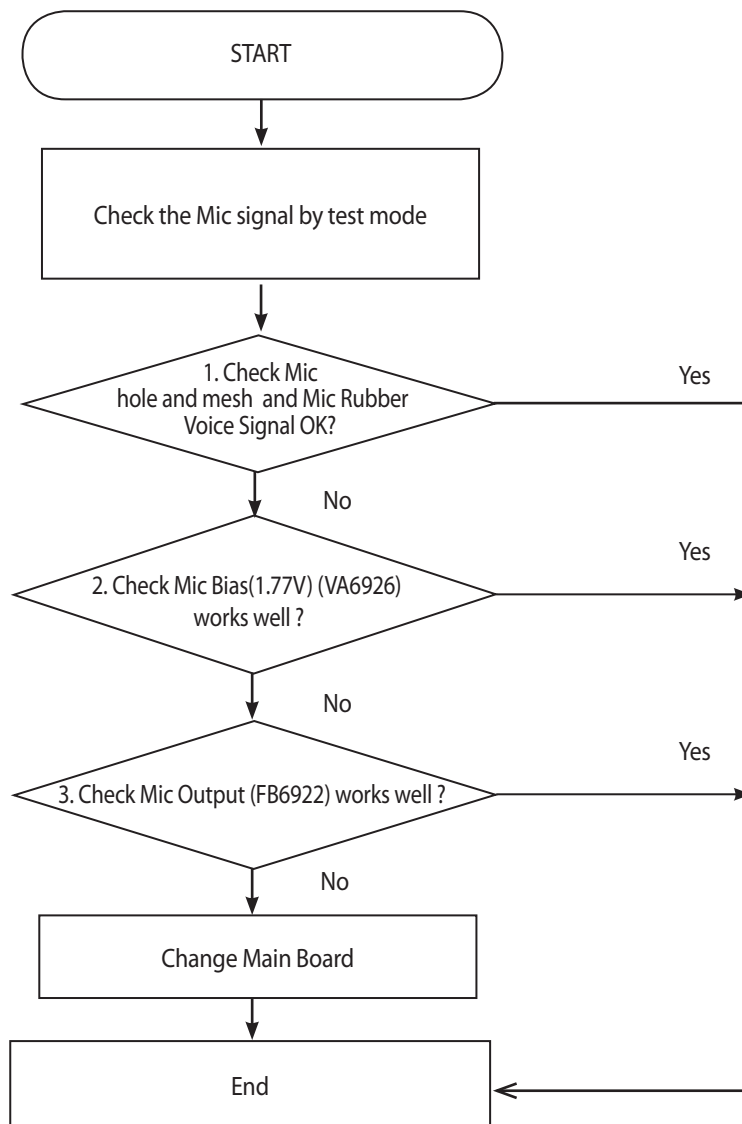 START
Check the Mic signal by test mode
1. Check Mic
hole and mesh and Mic Rubber
Voice Signal OK?
Yes
No
2. Check Mic Bias(1.77V) (VA6926)
works well ?
Yes
No
3. Check Mic Output (FB6922) works well ?
Yes
No
Change Main Board
End